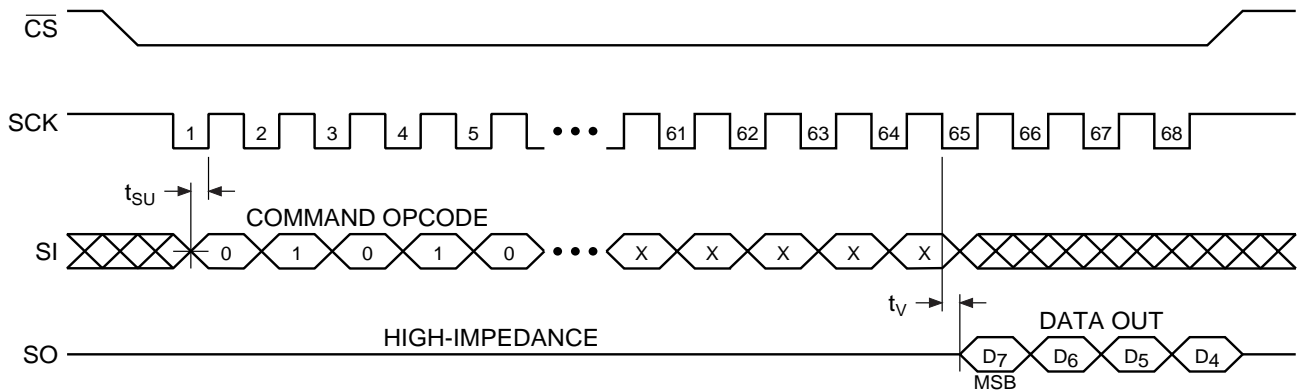 CS
SCK
1 2 3 4 5 ••• 61 62 63 64 65 66 67 68
tSU
COMMAND OPCODE
SI
0 1 0 1 0 ••• X X X X X
tV
HIGH-IMPEDANCE
DATA OUT
SO
D7 D6 D5 D4
MSB